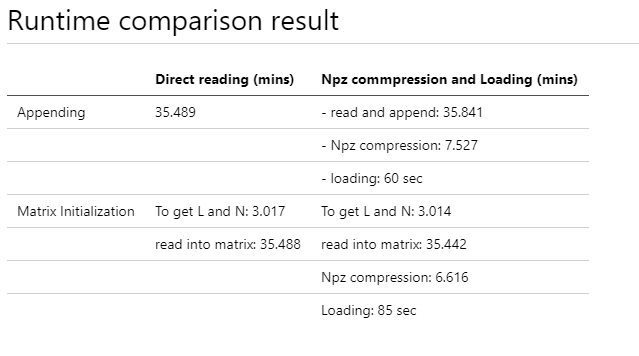 Runtime comparison result
Direct reading (mins) Npz commpression and Loading (mins)
Appending 35.489 - read and append: 35.841
- Npz compression: 7.527
- loading: 60 sec
Matrix Initialization To get L and N: 3.017 To get L and N: 3.014
read into matrix: 35.488 read into matrix: 35.442
Npz compression: 6.616
Loading: 85 sec